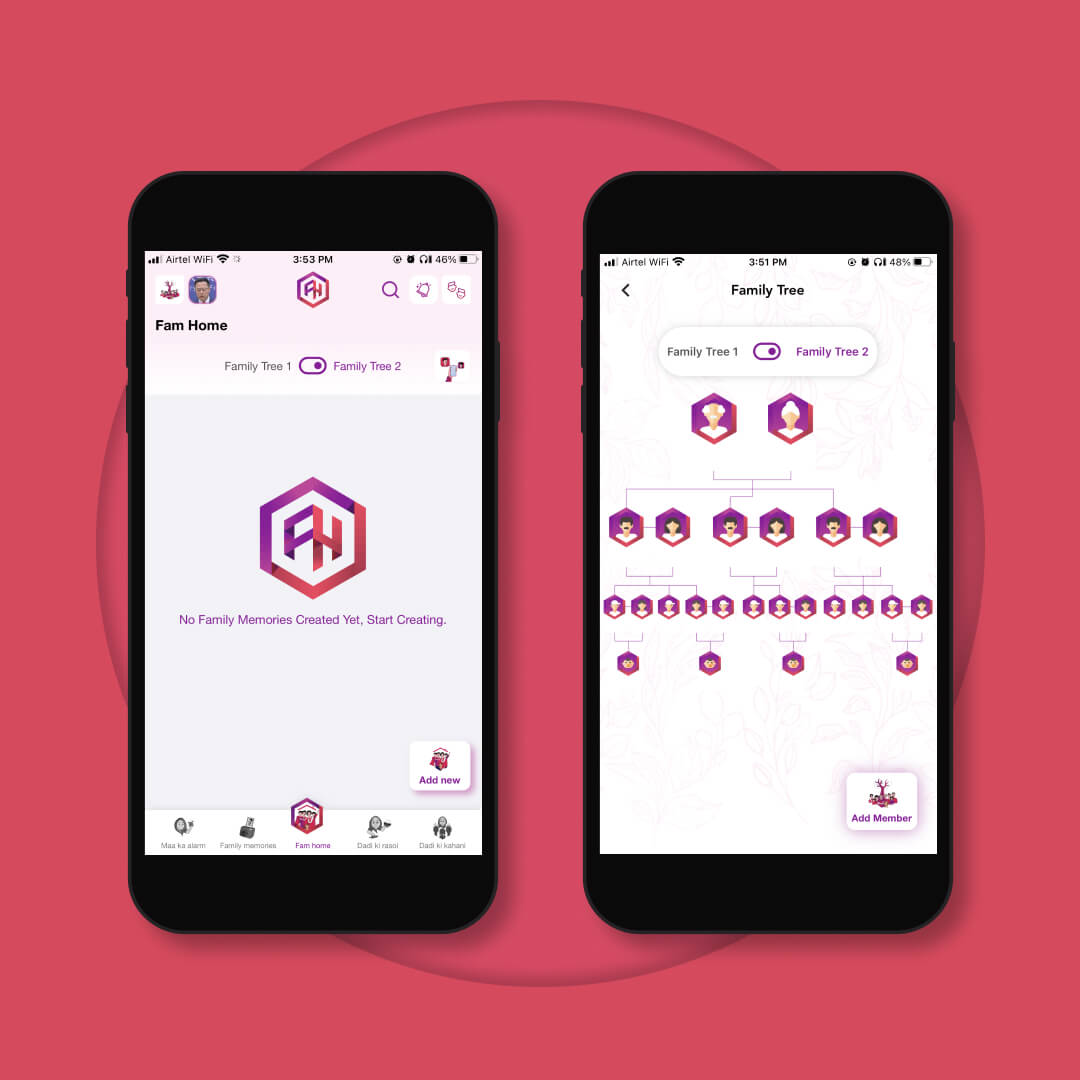 Airtel WiFi
3:53 PM
46%
FH
Fam Home
Family Tree 1
Family Tree 2
FH
No Family Memories Created Yet, Start Creating.
Add new
Maa ka alarm
Family memories
Fam home
Dadi ki rasoi
Dadi ki kahani
Airtel WiFi
3:51 PM
48%
Family Tree
Family Tree 1
Family Tree 2
Add Member